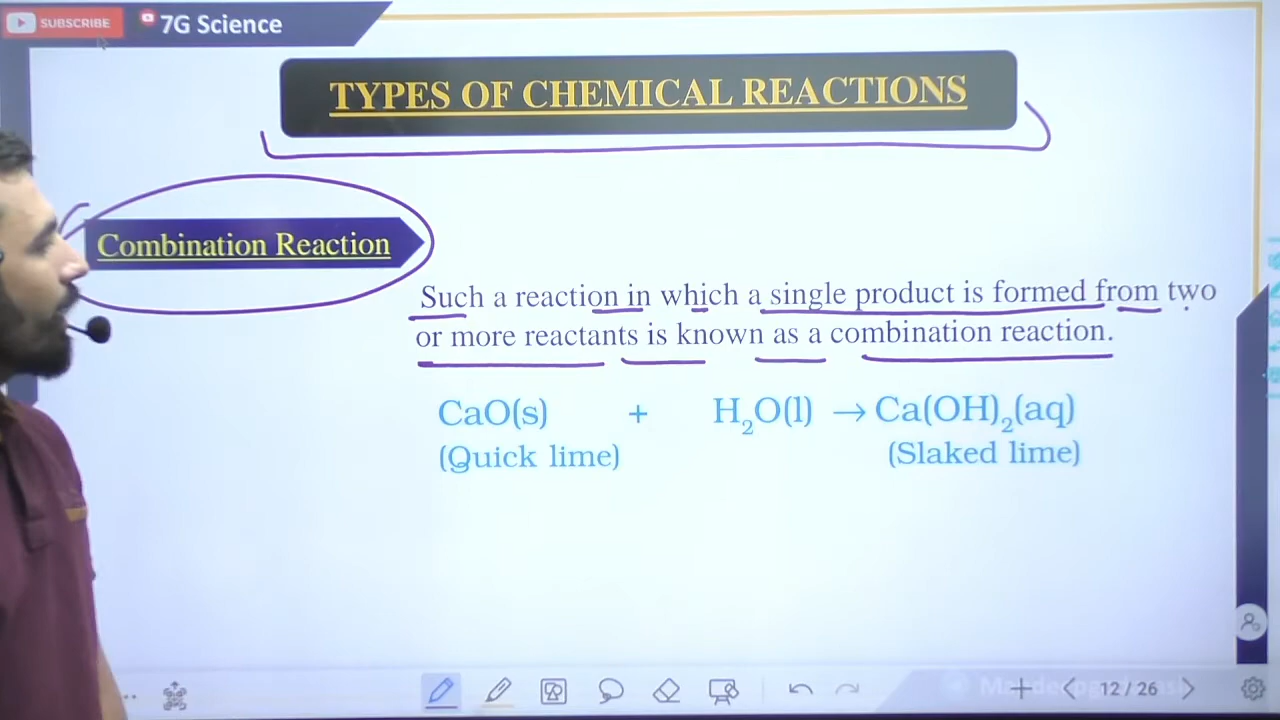 SUBSCRIBE
7G Science
TYPES OF CHEMICAL REACTIONS
Combination Reaction
Such a reaction in which a single product is formed from two
or more reactants is known as a combination reaction.
CaO(s) + H₂O(l) → Ca(OH)₂(aq)
(Quick lime) (Slaked lime)
12 / 26